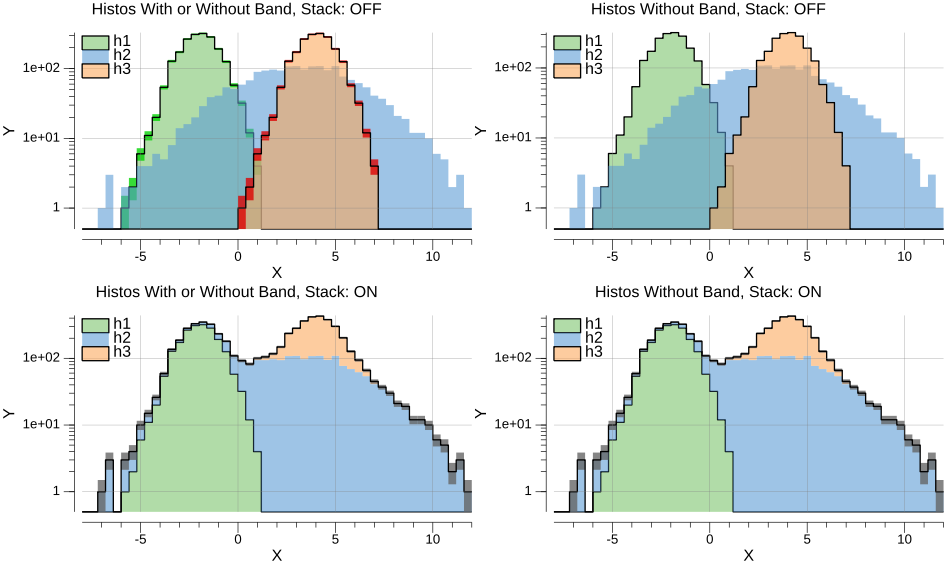 Histos With or Without Band, Stack: OFF
h1
h2
h3
1e+02
1e+01
1
Y
-5
0
5
10
X
Histos Without Band, Stack: OFF
h1
h2
h3
1e+02
1e+01
1
Y
-5
0
5
10
X
Histos With or Without Band, Stack: ON
h1
h2
h3
1e+02
1e+01
1
Y
-5
0
5
10
X
Histos Without Band, Stack: ON
h1
h2
h3
1e+02
1e+01
1
Y
-5
0
5
10
X